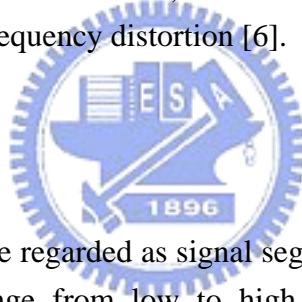 equency distortion [6].
E S
A
1896
e regarded as signal seg
nge from low to high